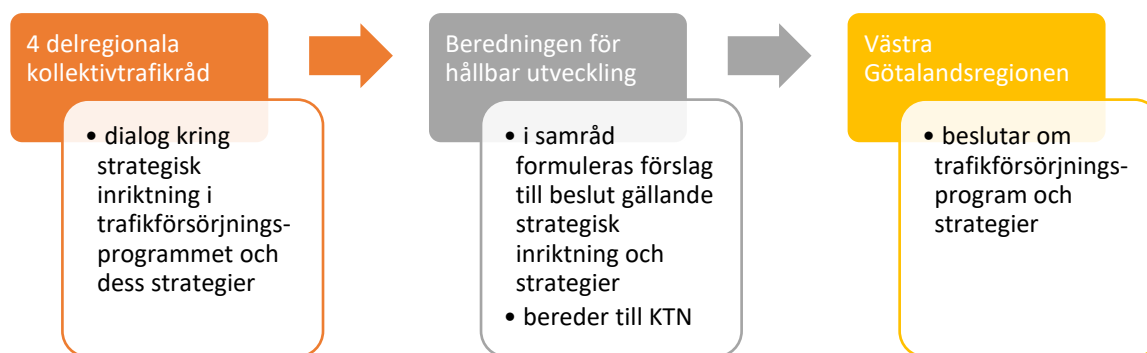 4 delregionala
kollektivtrafikråd
• dialog kring
strategisk
inriktning i
trafikförsörjnings-
programmet och
dess strategier
Beredningen för
hållbar utveckling
• i samråd
formuleras förslag
till beslut gällande
strategisk
inriktning och
strategier
• bereder till KTN
Västra
Götalandsregionen
• beslutar om
trafikförsörjnings-
program och
strategier